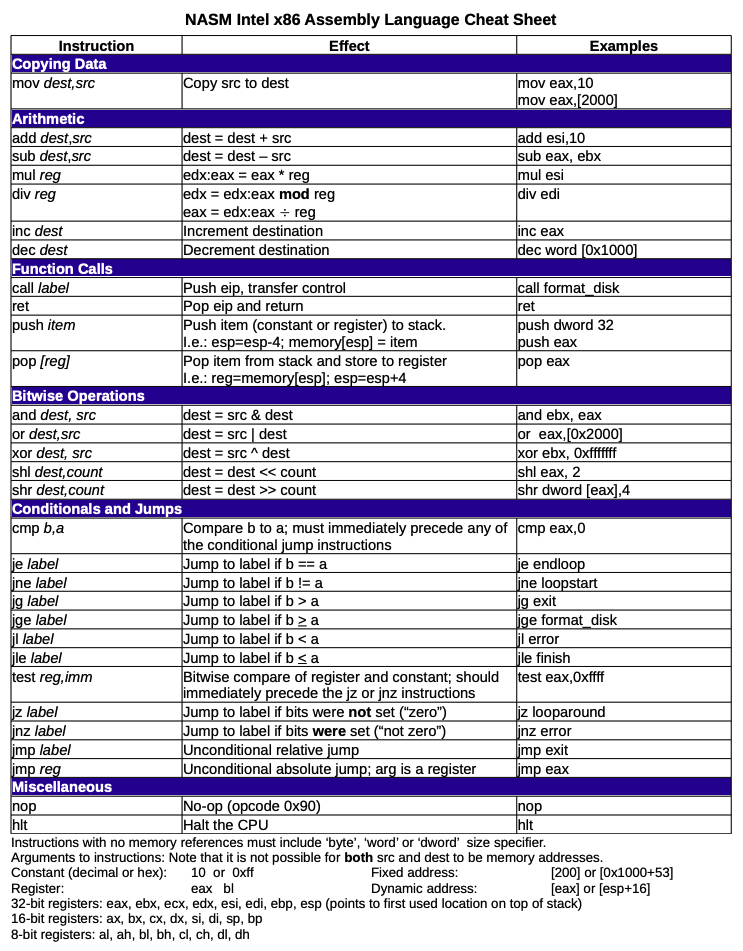 NASM Intel x86 Assembly Language Cheat Sheet
Instruction Effect Examples
Copying Data
mov dest,src Copy src to dest mov eax,10
mov eax,[2000]
Arithmetic
add dest,src dest = dest + src add esi,10
sub dest,src dest = dest – src sub eax, ebx
mul reg edx:eax = eax * reg mul esi
div reg edx = edx:eax mod reg div edi
eax = edx:eax ÷ reg
inc dest Increment destination inc eax
dec dest Decrement destination dec word [0x1000]
Function Calls
call label Push eip, transfer control call format_disk
ret Pop eip and return ret
push item Push item (constant or register) to stack. push dword 32
I.e.: esp=esp-4; memory[esp] = item push eax
pop [reg] Pop item from stack and store to register pop eax
I.e.: reg=memory[esp]; esp=esp+4
Bitwise Operations
and dest, src dest = src & dest and ebx, eax
or dest,src dest = src | dest or eax,[0x2000]
xor dest, src dest = src ^ dest xor ebx, 0xffffffff
shl dest,count dest = dest << count shl eax, 2
shr dest,count dest = dest >> count shr dword [eax],4
Conditionals and Jumps
cmp b,a Compare b to a; must immediately precede any of cmp eax,0
the conditional jump instructions
je label Jump to label if b == a je endloop
jne label Jump to label if b != a jne loopstart
jg label Jump to label if b > a jg exit
jge label Jump to label if b ≥ a jge format_disk
jl label Jump to label if b < a jl error
jle label Jump to label if b ≤ a jle finish
test reg,imm Bitwise compare of register and constant; should test eax,0xffff
immediately precede the jz or jnz instructions
jz label Jump to label if bits were not set (“zero”) jz looparound
jnz label Jump to label if bits were set (“not zero”) jnz error
jmp label Unconditional relative jump jmp exit
jmp reg Unconditional absolute jump; arg is a register jmp eax
Miscellaneous
nop No-op (opcode 0x90) nop
hlt Halt the CPU hlt
Instructions with no memory references must include ‘byte’, ‘word’ or ‘dword’ size specifier.
Arguments to instructions: Note that it is not possible for both src and dest to be memory addresses.
Constant (decimal or hex): 10 or 0xff Fixed address: [200] or [0x1000+53]
Register: eax bl Dynamic address: [eax] or [esp+16]
32-bit registers: eax, ebx, ecx, edx, esi, edi, ebp, esp (points to first used location on top of stack)
16-bit registers: ax, bx, cx, dx, si, di, sp, bp
8-bit registers: al, ah, bl, bh, cl, ch, dl, dh